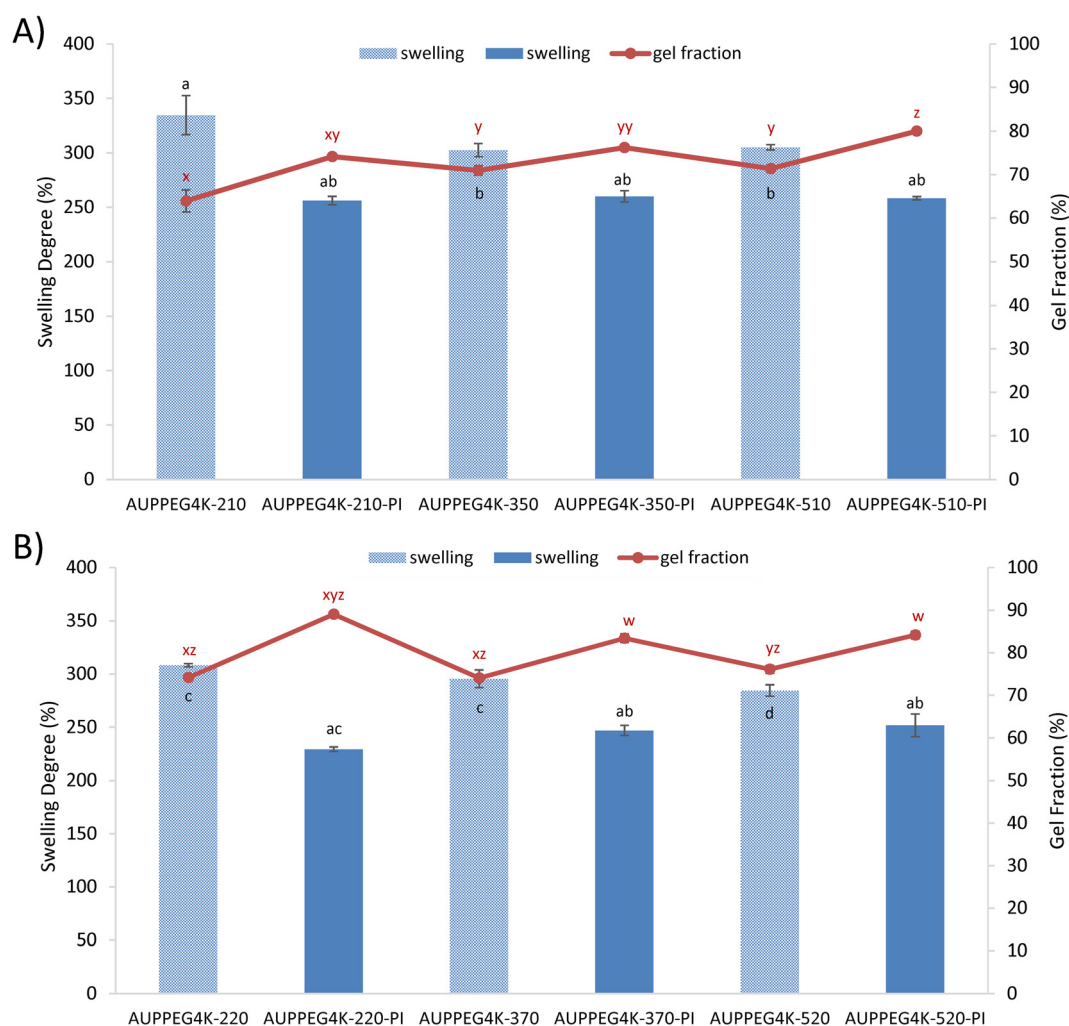 A)
swelling swelling gel fraction
Swelling Degree (%)
Gel Fraction (%)
400
350
300
250
200
150
100
50
0
100
90
80
70
60
50
40
30
20
10
0
a
x
xy
ab
y
b
yy
ab
y
b
z
ab
AUPPEG4K-210 AUPPEG4K-210-PI AUPPEG4K-350 AUPPEG4K-350-PI AUPPEG4K-510 AUPPEG4K-510-PI
B)
swelling swelling gel fraction
Swelling Degree (%)
Gel Fraction (%)
400
350
300
250
200
150
100
50
0
100
90
80
70
60
50
40
30
20
10
0
xz
c
xyz
ac
xz
c
w
ab
yz
d
w
ab
AUPPEG4K-220 AUPPEG4K-220-PI AUPPEG4K-370 AUPPEG4K-370-PI AUPPEG4K-520 AUPPEG4K-520-PI